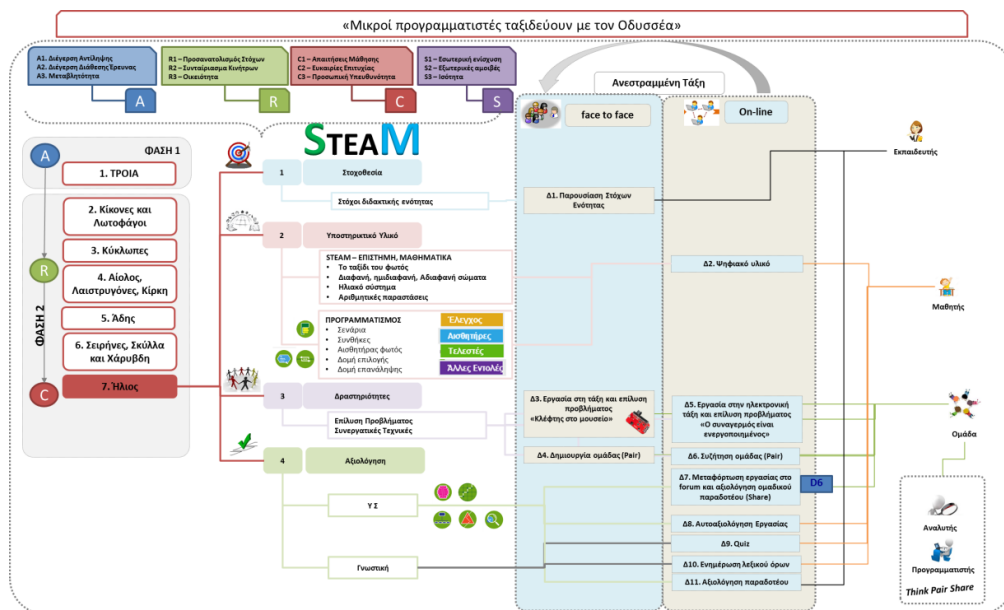 «Μικροί προγραμματιστές ταξιδεύουν με τον Οδυσσέα»
A1. Διέγερση Αντίληψης
A2. Διέγερση Διάθεσης Έρευνας
A3. Μεταβλητότητα
A
R1 – Προσανατολισμός Στόχων
R2 – Συνταίριασμα Κινήτρων
R3 – Οικειότητα
R
C1 – Απαιτήσεις Μάθησης
C2 – Ευκαιρίες Επιτυχίας
C3 – Προσωπική Υπευθυνότητα
C
S1 – Εσωτερική ενίσχυση
S2 – Εξωτερικές αμοιβές
S3 – Ισότητα
S
Ανεστραμμένη Τάξη
face to face
On-line
STEAM
ΦΑΣΗ 1
A
1. ΤΡΟΙΑ
ΦΑΣΗ 2
R
C
2. Κίκονες και
Λωτοφάγοι
3. Κύκλωπες
4. Αίολος,
Λαιστρυγόνες, Κίρκη
5. Άδης
6. Σειρήνες, Σκύλλα
και Χάρυβδη
7. Ήλιος
1
Στοχοθεσία
Στόχοι διδακτικής ενότητας
2
Υποστηρικτικό Υλικό
STEAM – ΕΠΙΣΤΗΜΗ, ΜΑΘΗΜΑΤΙΚΑ
• Το ταξίδι του φωτός
• Διαφανή, ημιδιαφανή, Αδιαφανή σώματα
• Ηλιακό σύστημα
• Αριθμητικές παραστάσεις
ΠΡΟΓΡΑΜΜΑΤΙΣΜΟΣ
• Σενάρια
• Συνθήκες
• Αισθητήρας φωτός
• Δομή επιλογής
• Δομή επανάληψης
Έλεγχος
Αισθητήρες
Τελεστές
Άλλες Εντολές
3
Δραστηριότητες
Επίλυση Προβλήματος
Συνεργατικές Τεχνικές
4
Αξιολόγηση
Υ Σ
Γνωστική
Δ1. Παρουσίαση Στόχων
Ενότητας
Δ2. Ψηφιακό υλικό
Δ3. Εργασία στη τάξη και επίλυση
προβλήματος
«Κλέφτης στο μουσείο»
Δ4. Δημιουργία ομάδας (Pair)
Δ5. Εργασία στην ηλεκτρονική
τάξη και επίλυση προβλήματος
«Ο συναγερμός είναι
ενεργοποιημένος»
Δ6. Συζήτηση ομάδας (Pair)
Δ7. Μεταφόρτωση εργασίας στο
forum και αξιολόγηση ομαδικού
παραδοτέου (Share)
D6
Δ8. Αυτοαξιολόγηση Εργασίας
Δ9. Quiz
Δ10. Ενημέρωση λεξικού όρων
Δ11. Αξιολόγηση παραδοτέου
Εκπαιδευτής
Μαθητής
Ομάδα
Αναλυτής
Προγραμματιστής
Think Pair Share